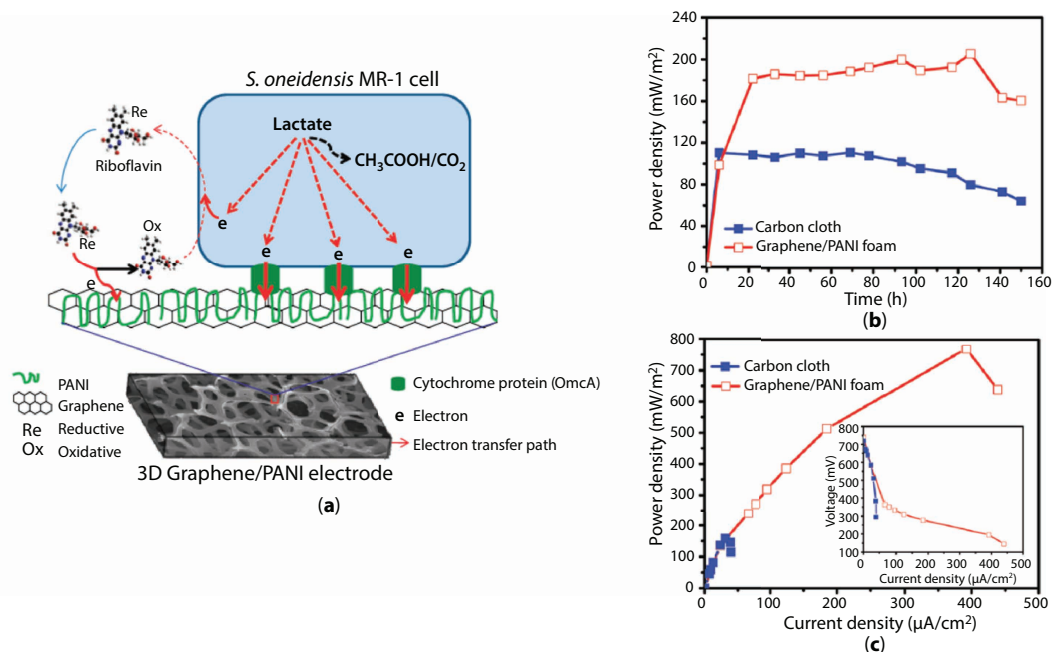 S. oneidensis MR-1 cell
Re
Riboflavin
Lactate
CH3COOH/CO2
Re
Ox
e
e
e
e
e
PANI
Graphene
Re Reductive
Ox Oxidative
Cytochrome protein (OmcA)
e Electron
Electron transfer path
3D Graphene/PANI electrode
(a)
Power density (mW/m2)
240
200
160
120
80
40
0
Carbon cloth
Graphene/PANI foam
0 20 40 60 80 100 120 140 160
Time (h)
(b)
Power density (mW/m2)
800
700
600
500
400
300
200
100
0
Carbon cloth
Graphene/PANI foam
Voltage (mV)
800
700
600
500
400
300
200
100
0 100 200 300 400 500
Current density (μA/cm2)
0 100 200 300 400 500
Current density (μA/cm2)
(c)